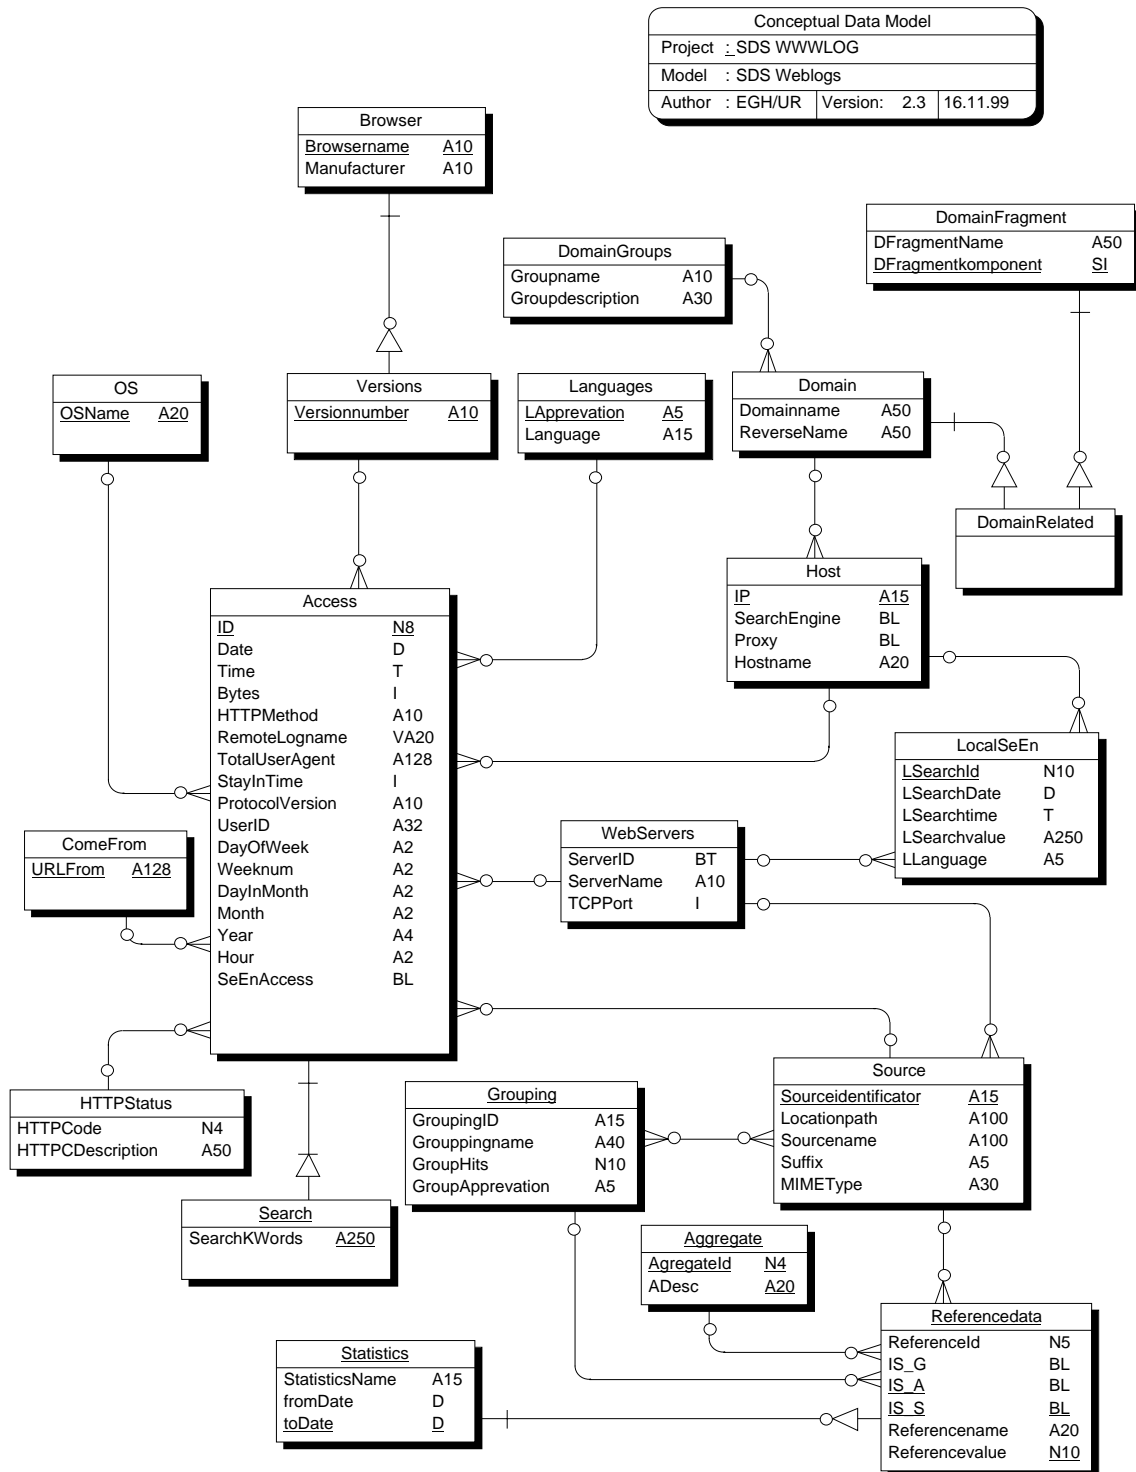 Conceptual Data Model
Project : SDS WWWLOG
Model : SDS Weblogs
Author : EGH/UR Version: 2.3 16.11.99
Browser
Browsername A10
Manufacturer A10
DomainFragment
DFragmentName A50
DFragmentkomponent SI
DomainGroups
Groupname A10
Groupdescription A30
OS
OSName A20
Versions
Versionnumber A10
Languages
LApprevation A5
Language A15
Domain
Domainname A50
ReverseName A50
DomainRelated
Host
IP A15
SearchEngine BL
Proxy BL
Hostname A20
Access
ID N8
Date D
Time T
Bytes I
HTTPMethod A10
RemoteLogname VA20
TotalUserAgent A128
StayInTime I
ProtocolVersion A10
UserID A32
DayOfWeek A2
Weeknum A2
DayInMonth A2
Month A2
Year A4
Hour A2
SeEnAccess BL
LocalSeEn
LSearchId N10
LSearchDate D
LSearchtime T
LSearchvalue A250
LLanguage A5
ComeFrom
URLFrom A128
WebServers
ServerID BT
ServerName A10
TCPPort I
HTTPStatus
HTTPCode N4
HTTPCDescription A50
Grouping
GroupingID A15
Grouppingname A40
GroupHits N10
GroupApprevation A5
Source
Sourceidentificator A15
Locationpath A100
Sourcename A100
Suffix A5
MIMEType A30
Search
SearchKWords A250
Aggregate
AgregateId N4
ADesc A20
Statistics
StatisticsName A15
fromDate D
toDate D
Referencedata
ReferenceId N5
IS_G BL
IS_A BL
IS_S BL
Referencename A20
Referencevalue N10